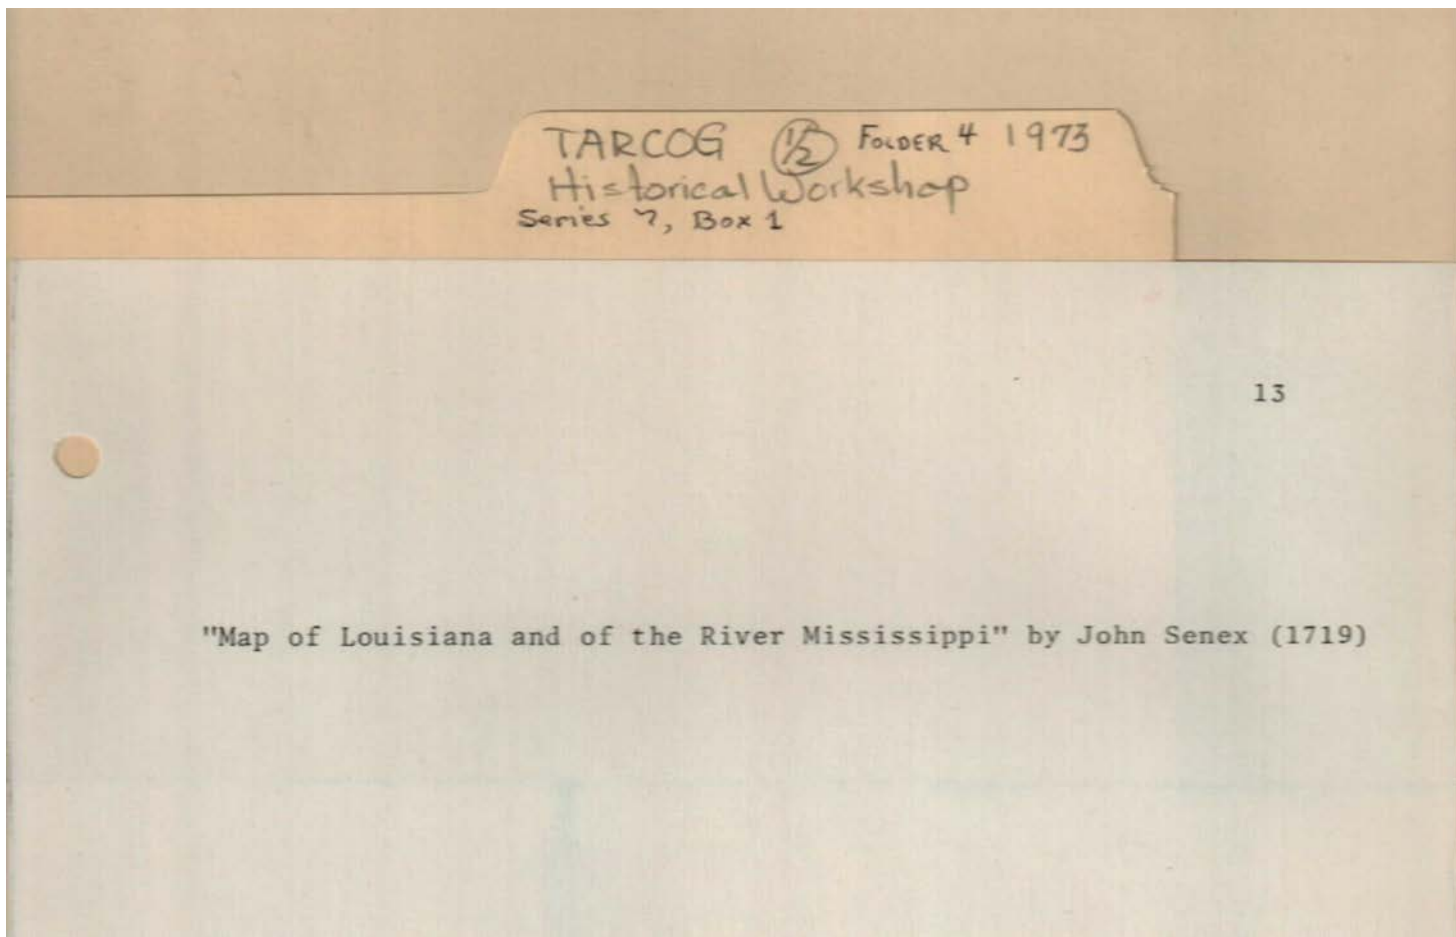 TARCOG 1/2 FOLDER 4 1973
Historical Workshop
Series 7, Box 1
13
"Map of Louisiana and of the River Mississippi" by John Senex (1719)